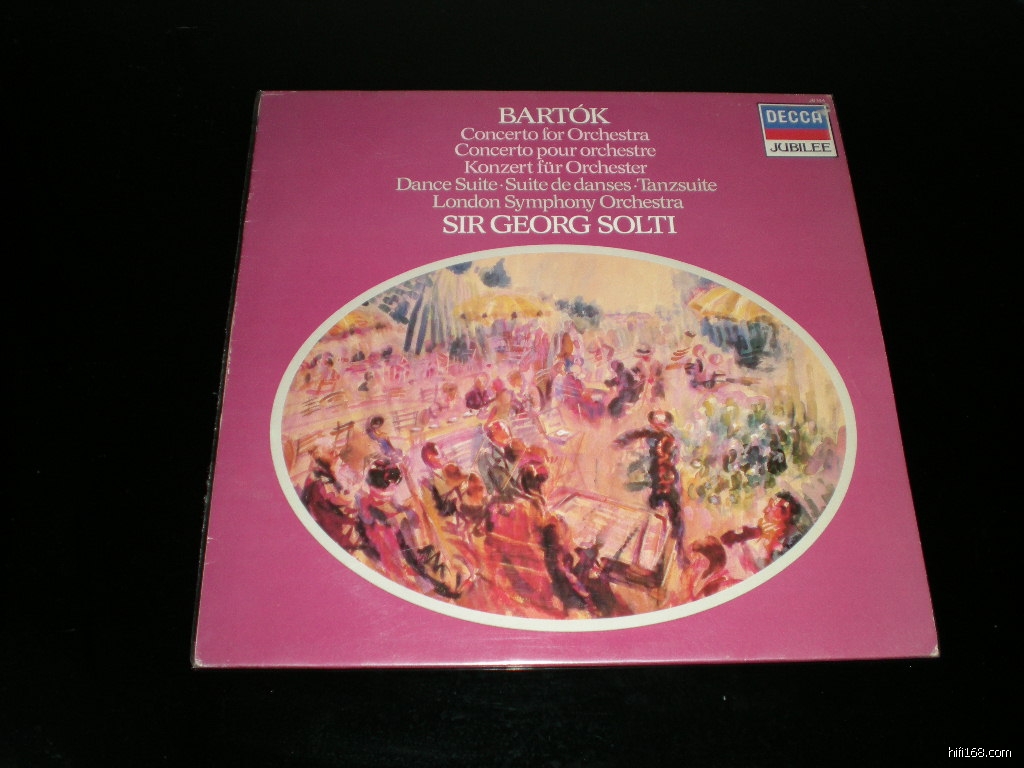 BARTÓK
Concerto for Orchestra
Concerto pour orchestre
Konzert für Orchester
Dance Suite · Suite de danses · Tanzsuite
London Symphony Orchestra
SIR GEORG SOLTI
DECCA
JUBILEE
hifi168.com